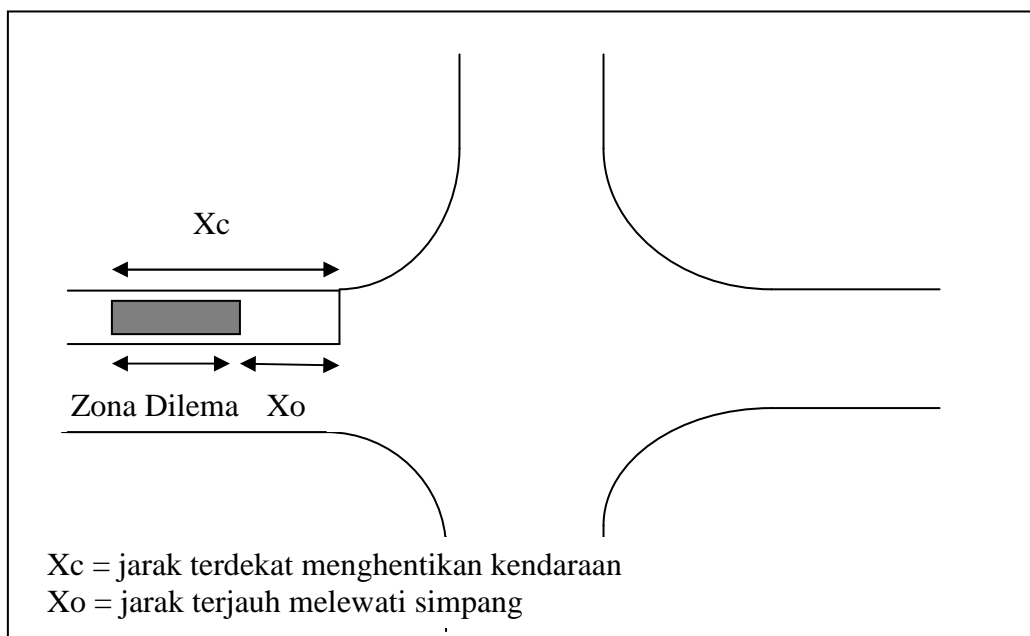 Xc
Zona Dilema Xo
Xc = jarak terdekat menghentikan kendaraan
Xo = jarak terjauh melewati simpang